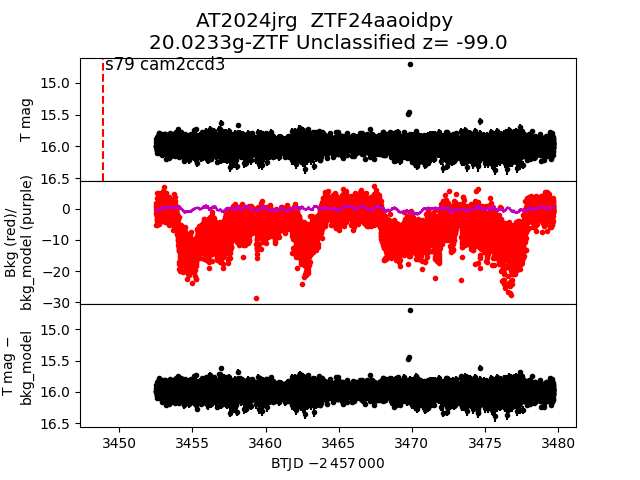 AT2024jrg  ZTF24aaoidpy
20.0233g-ZTF Unclassified z= -99.0
s79 cam2ccd3
15.0
15.5
16.0
16.5
T mag
0
−10
−20
−30
Bkg (red)/
bkg_model (purple)
15.0
15.5
16.0
16.5
T mag −
bkg_model
3450
3455
3460
3465
3470
3475
3480
BTJD −2 457 000